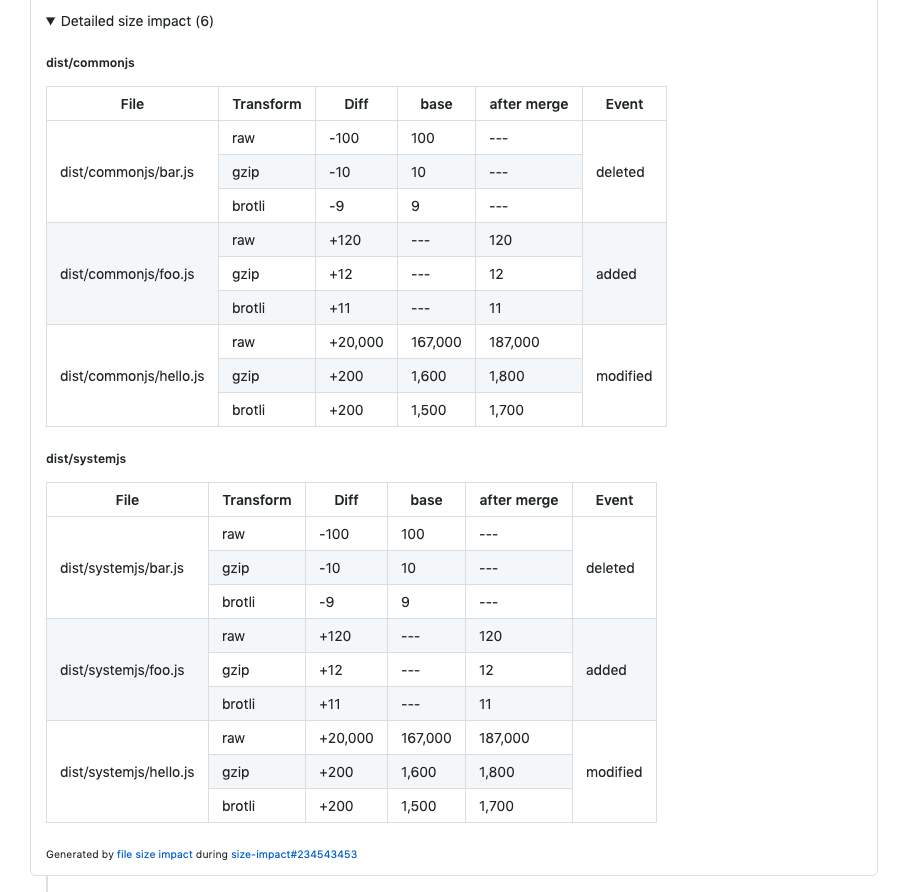 ▼ Detailed size impact (6)
dist/commonjs
File Transform Diff base after merge Event
raw -100 100 ---
dist/commonjs/bar.js gzip -10 10 --- deleted
brotli -9 9 ---
raw +120 --- 120
dist/commonjs/foo.js gzip +12 --- 12 added
brotli +11 --- 11
raw +20,000 167,000 187,000
dist/commonjs/hello.js gzip +200 1,600 1,800 modified
brotli +200 1,500 1,700
dist/systemjs
File Transform Diff base after merge Event
raw -100 100 ---
dist/systemjs/bar.js gzip -10 10 --- deleted
brotli -9 9 ---
raw +120 --- 120
dist/systemjs/foo.js gzip +12 --- 12 added
brotli +11 --- 11
raw +20,000 167,000 187,000
dist/systemjs/hello.js gzip +200 1,600 1,800 modified
brotli +200 1,500 1,700
Generated by file size impact during size-impact#234543453